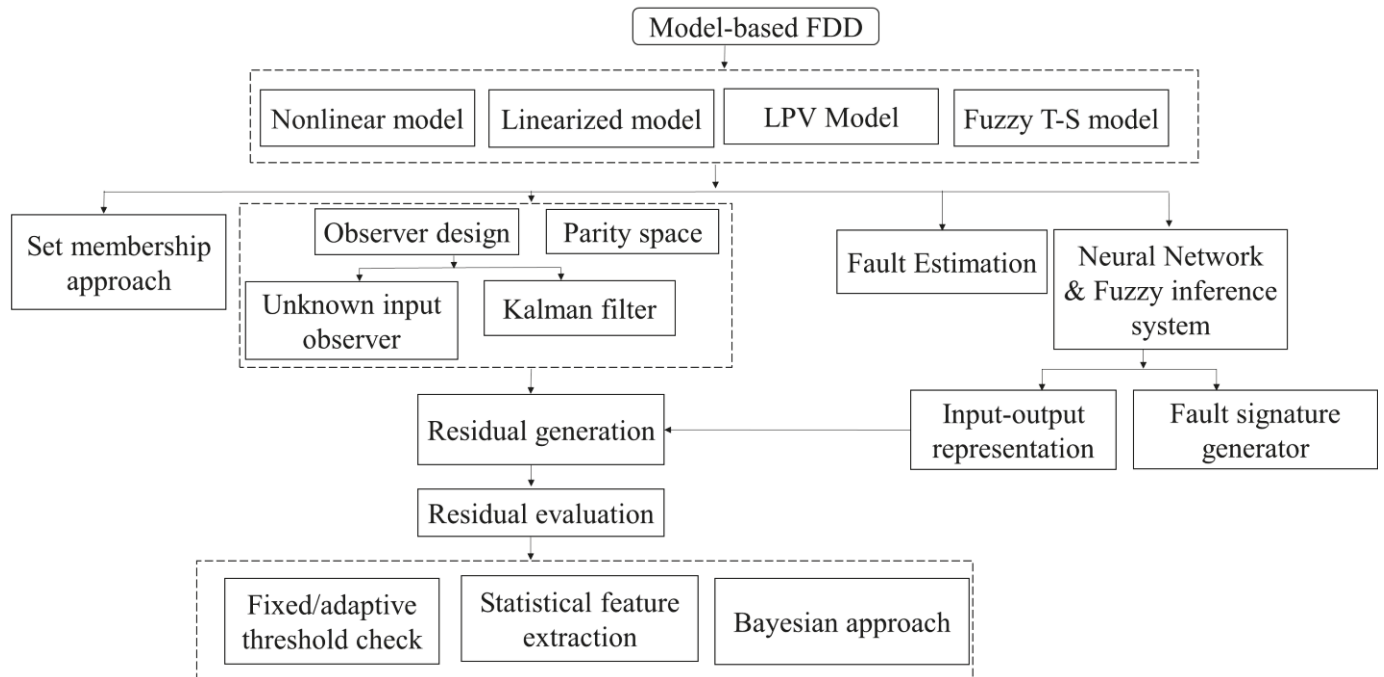 Model-based FDD
Nonlinear model
Linearized model
LPV Model
Fuzzy T-S model
Set membership
approach
Observer design
Parity space
Unknown input
observer
Kalman filter
Fault Estimation
Neural Network
& Fuzzy inference
system
Residual generation
Input-output
representation
Fault signature
generator
Residual evaluation
Fixed/adaptive
threshold check
Statistical feature
extraction
Bayesian approach